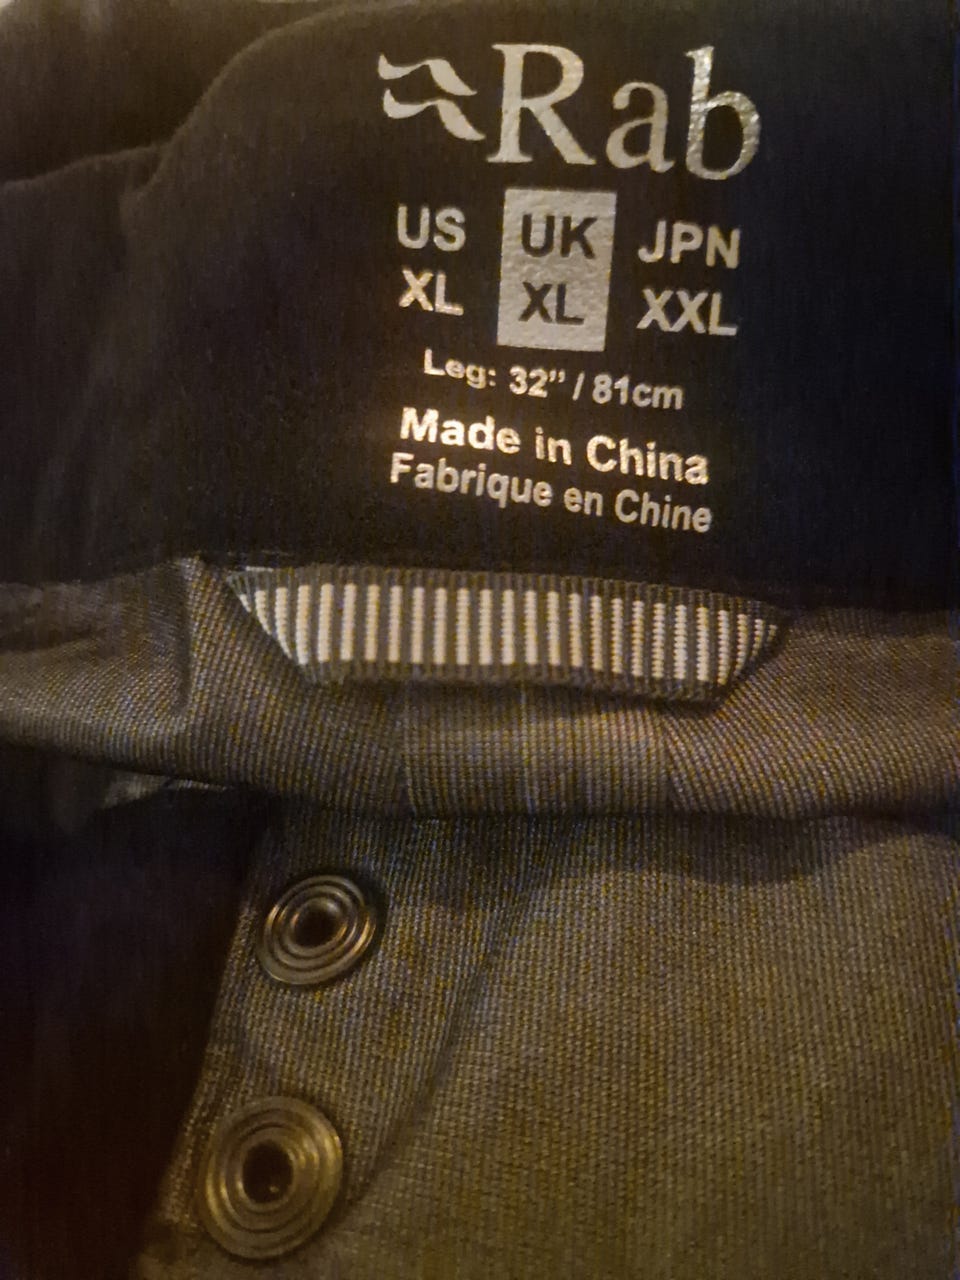 Rab
US UK JPN
XL XL XXL
Leg: 32” / 81cm
Made in China
Fabrique en Chine